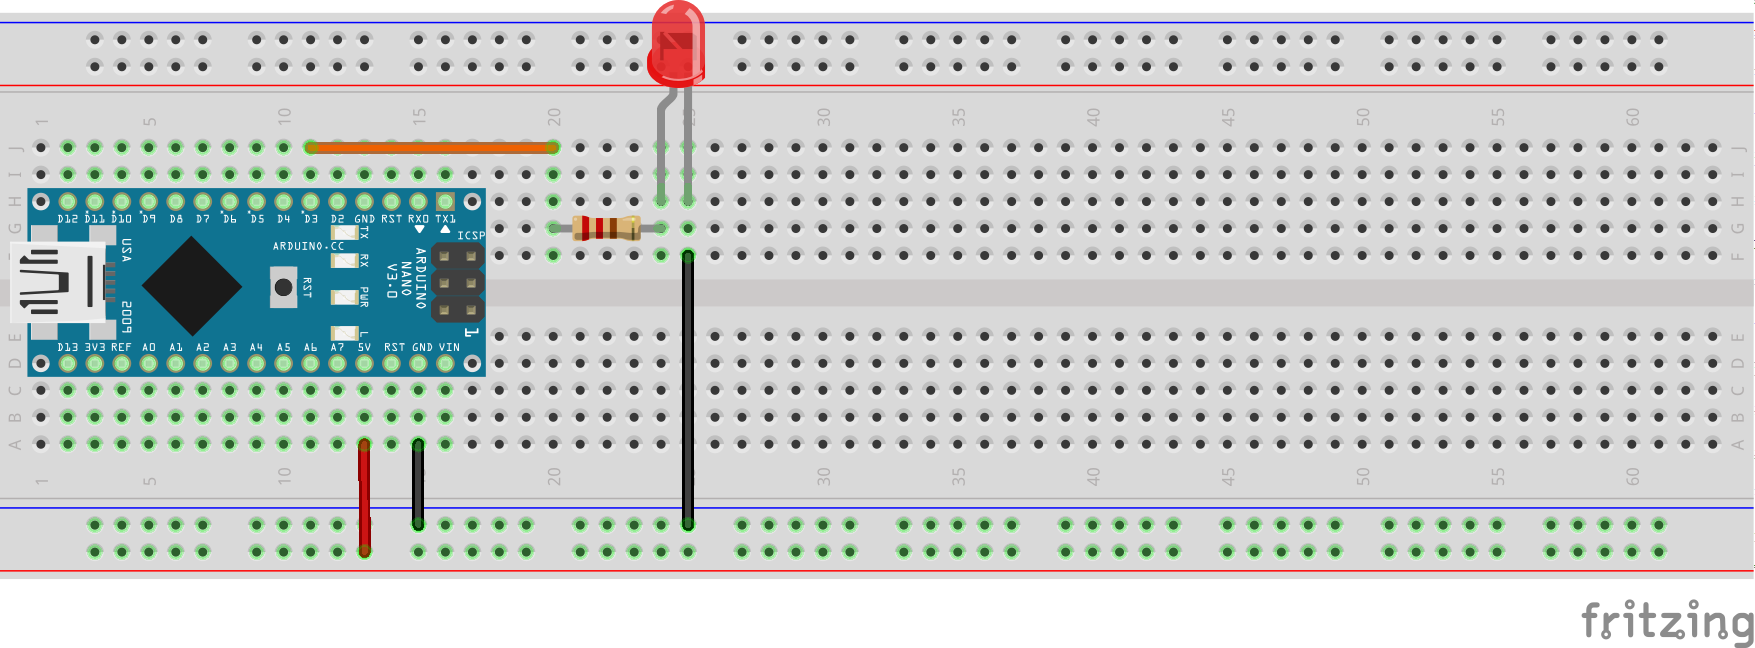 1 5 10 15 20 30 35 40 45 50 55 60
J J
I I
H H
D12 D11 D10 D9 D8 D7 D6 D5 D4 D3 D2 GND RST RX0 TX1
G G
ICSP
ARDUINO.CC
TX
USA
F
RX
RST
ARDUINO
NANO
V3.0
PWR
2009
L
1
E E
D13 3V3 REF A0 A1 A2 A3 A4 A5 A6 A7 5V RST GND VIN
D D
C C
B B
A A
1 5 10 20 30 35 40 45 50 55 60
fritzing